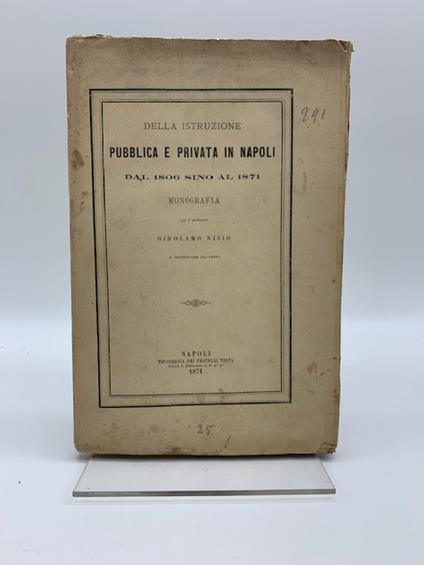 291
DELLA ISTRUZIONE
PUBBLICA E PRIVATA IN NAPOLI
DAL 1806 SINO AL 1871
MONOGRAFIA
GIROLAMO NISIO
NAPOLI
TIPOGRAFIA DEI FRATELLI TESTA
1871
25